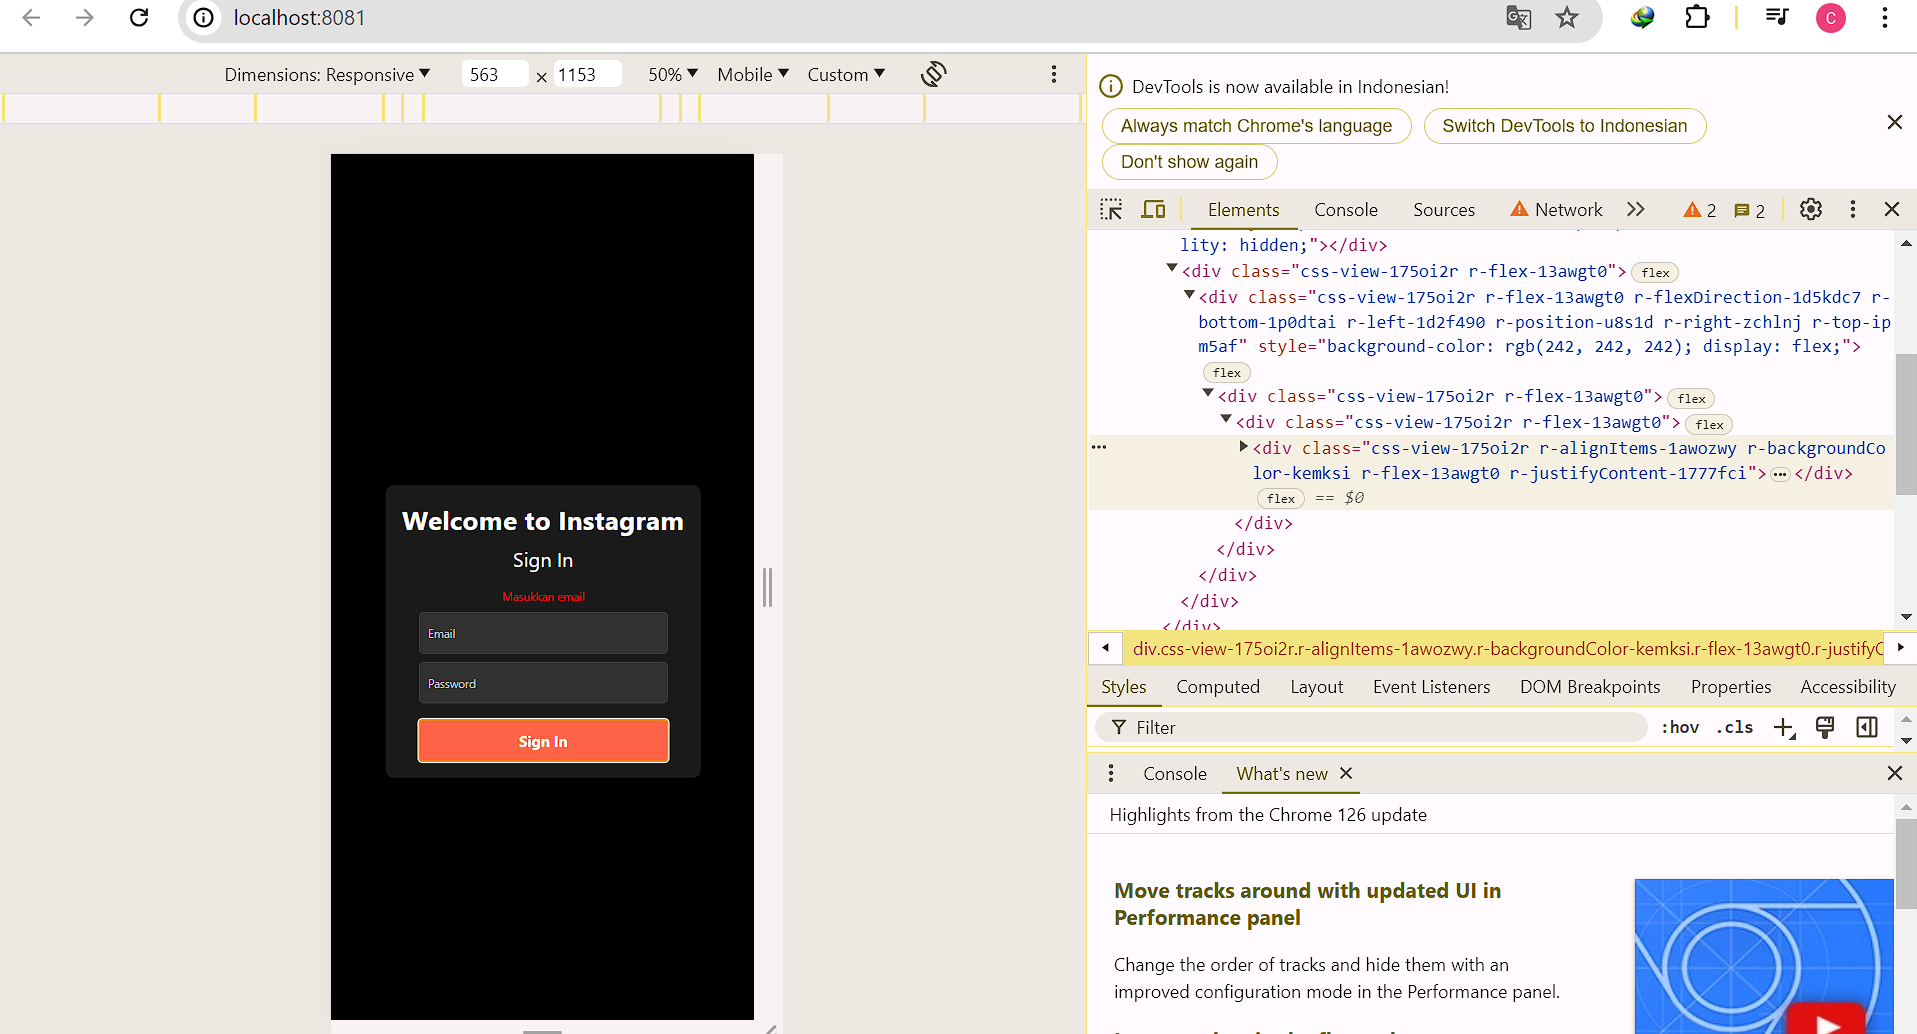 localhost:8081
Dimensions: Responsive
563 × 1153
50%
Mobile
Custom
Welcome to Instagram
Sign In
Masukkan email
Email
Password
Sign In
C
DevTools is now available in Indonesian!
Always match Chrome's language
Switch DevTools to Indonesian
Don't show again
Elements Console Sources Network 2 2
lity: hidden;"></div>
<div class="css-view-175oi2r r-flex-13awgt0"> flex
<div class="css-view-175oi2r r-flex-13awgt0 r-flexDirection-1d5kdc7 r-
bottom-1p0dtai r-left-1d2f490 r-position-u8s1d r-right-zchlnj r-top-ip
m5af" style="background-color: rgb(242, 242, 242); display: flex;">
flex
<div class="css-view-175oi2r r-flex-13awgt0"> flex
<div class="css-view-175oi2r r-flex-13awgt0"> flex
<div class="css-view-175oi2r r-alignItems-1awozwy r-backgroundCo
lor-kemksi r-flex-13awgt0 r-justifyContent-1777fci"> … </div>
flex == $0
</div>
</div>
</div>
</div>
</div>
div.css-view-175oi2r.r-alignItems-1awozwy.r-backgroundColor-kemksi.r-flex-13awgt0.r-justifyC
Styles Computed Layout Event Listeners DOM Breakpoints Properties Accessibility
Filter
:hov .cls
Console What's new
Highlights from the Chrome 126 update
Move tracks around with updated UI in
Performance panel
Change the order of tracks and hide them with an
improved configuration mode in the Performance panel.